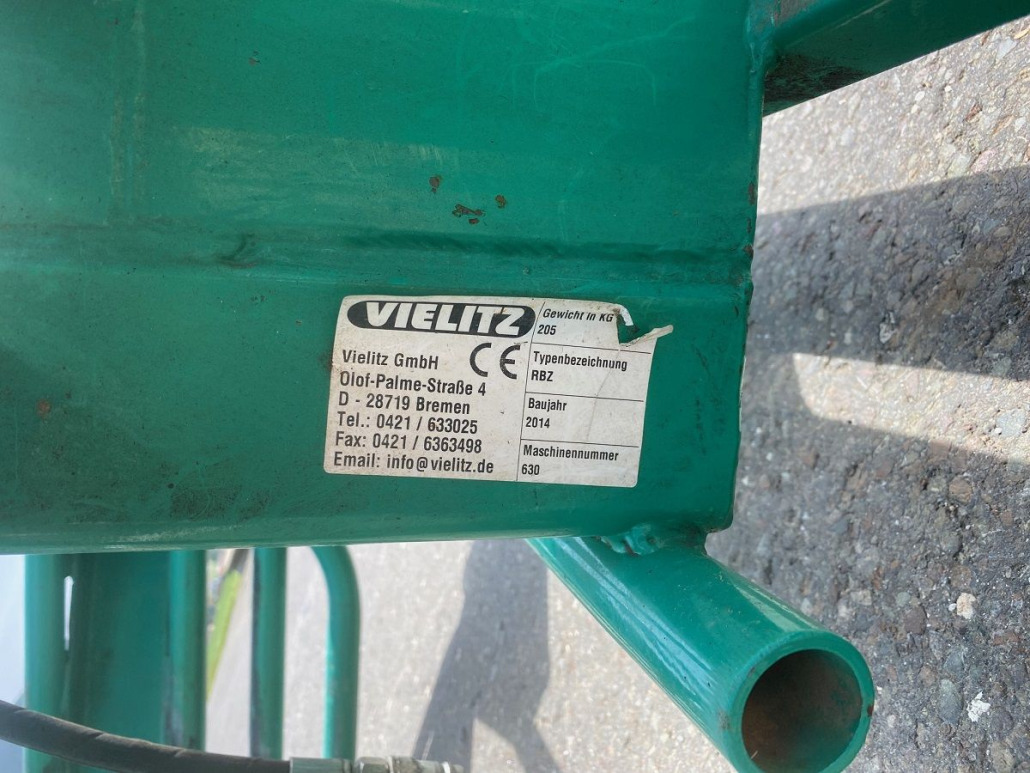 VIELITZ
Vielitz GmbH
Olof-Palme-Straße 4
D - 28719 Bremen
Tel.: 0421 / 633025
Fax: 0421 / 6363498
Email: info@vielitz.de
CE
Gewicht in KG
205
Typenbezeichnung
RBZ
Baujahr
2014
Maschinennummer
630